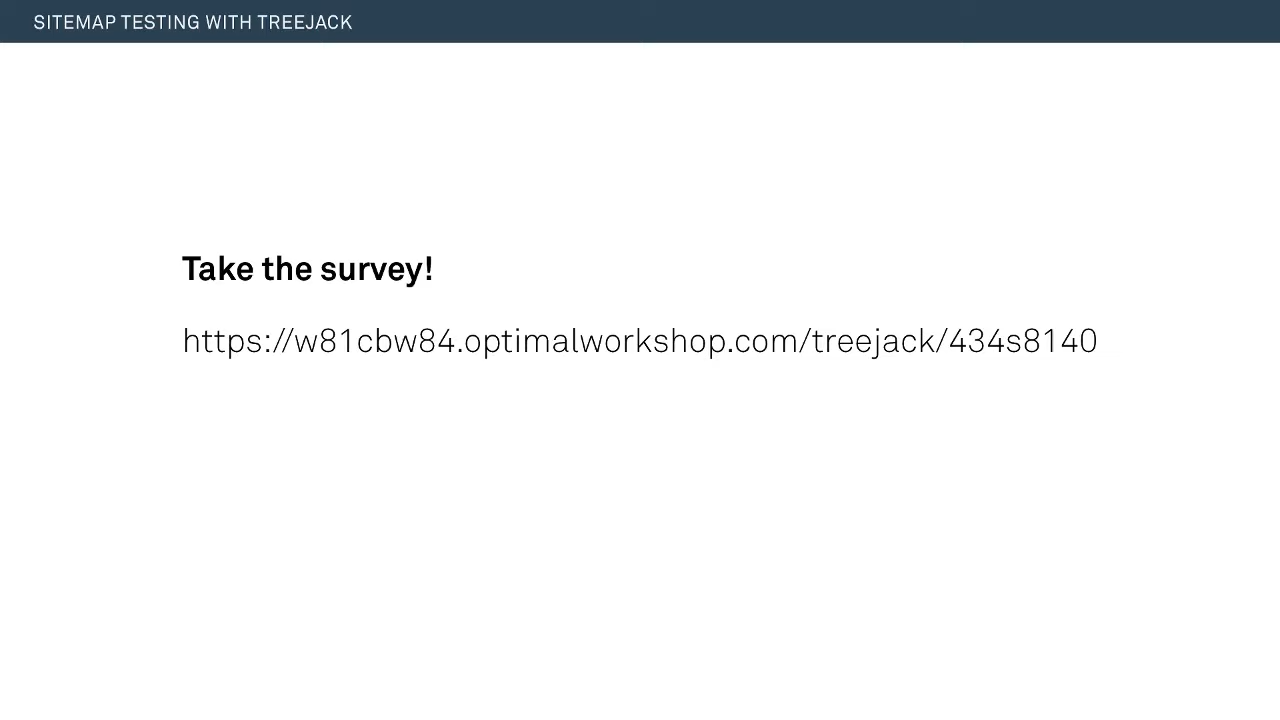 SITEMAP TESTING WITH TREEJACK
Take the survey!
https://w81cbw84.optimalworkshop.com/treejack/434s8140